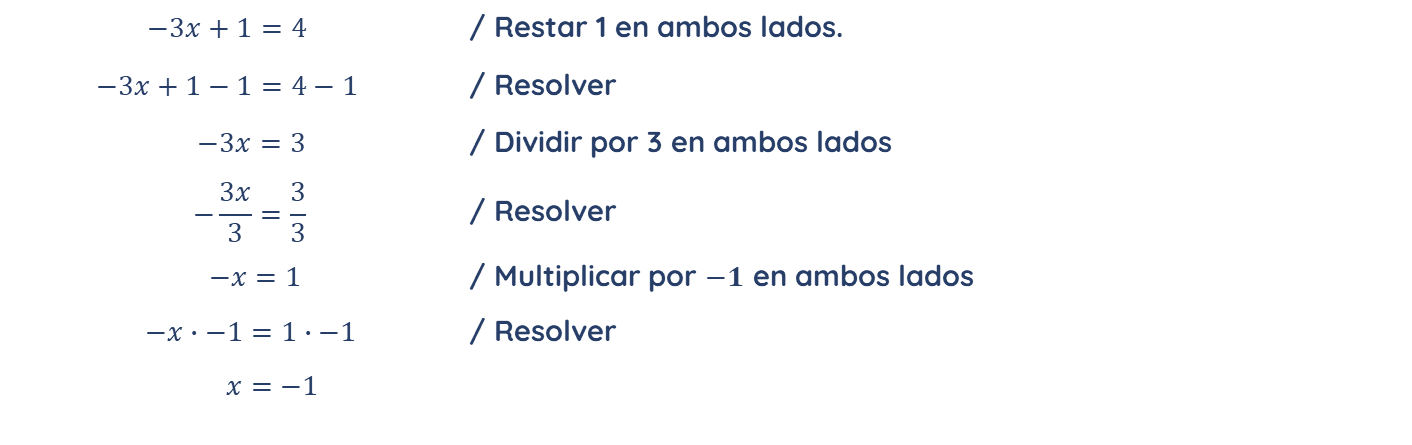 −3x + 1 = 4 / Restar 1 en ambos lados.
−3x + 1 − 1 = 4 − 1 / Resolver
−3x = 3 / Dividir por 3 en ambos lados
−3x/3 = 3/3 / Resolver
−x = 1 / Multiplicar por −1 en ambos lados
−x · −1 = 1 · −1 / Resolver
x = −1